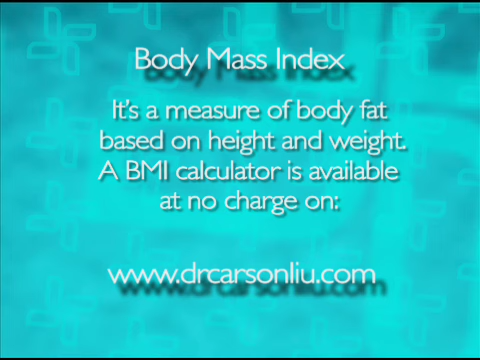 Body Mass Index
It's a measure of body fat
based on height and weight.
A BMI calculator is available
at no charge on:
www.drcarsonliu.com